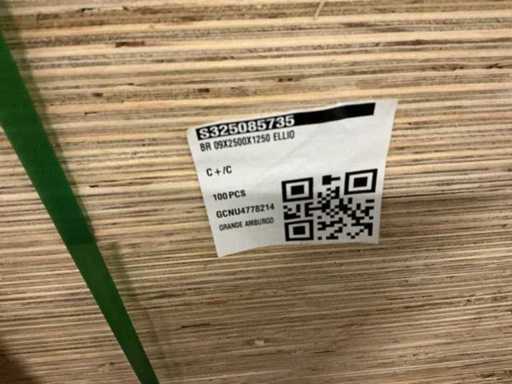 S325085735
BR 09X2500X1250 ELLIO
C+/C
100 PCS
GCNU4778214
GRANDE AMBURGO